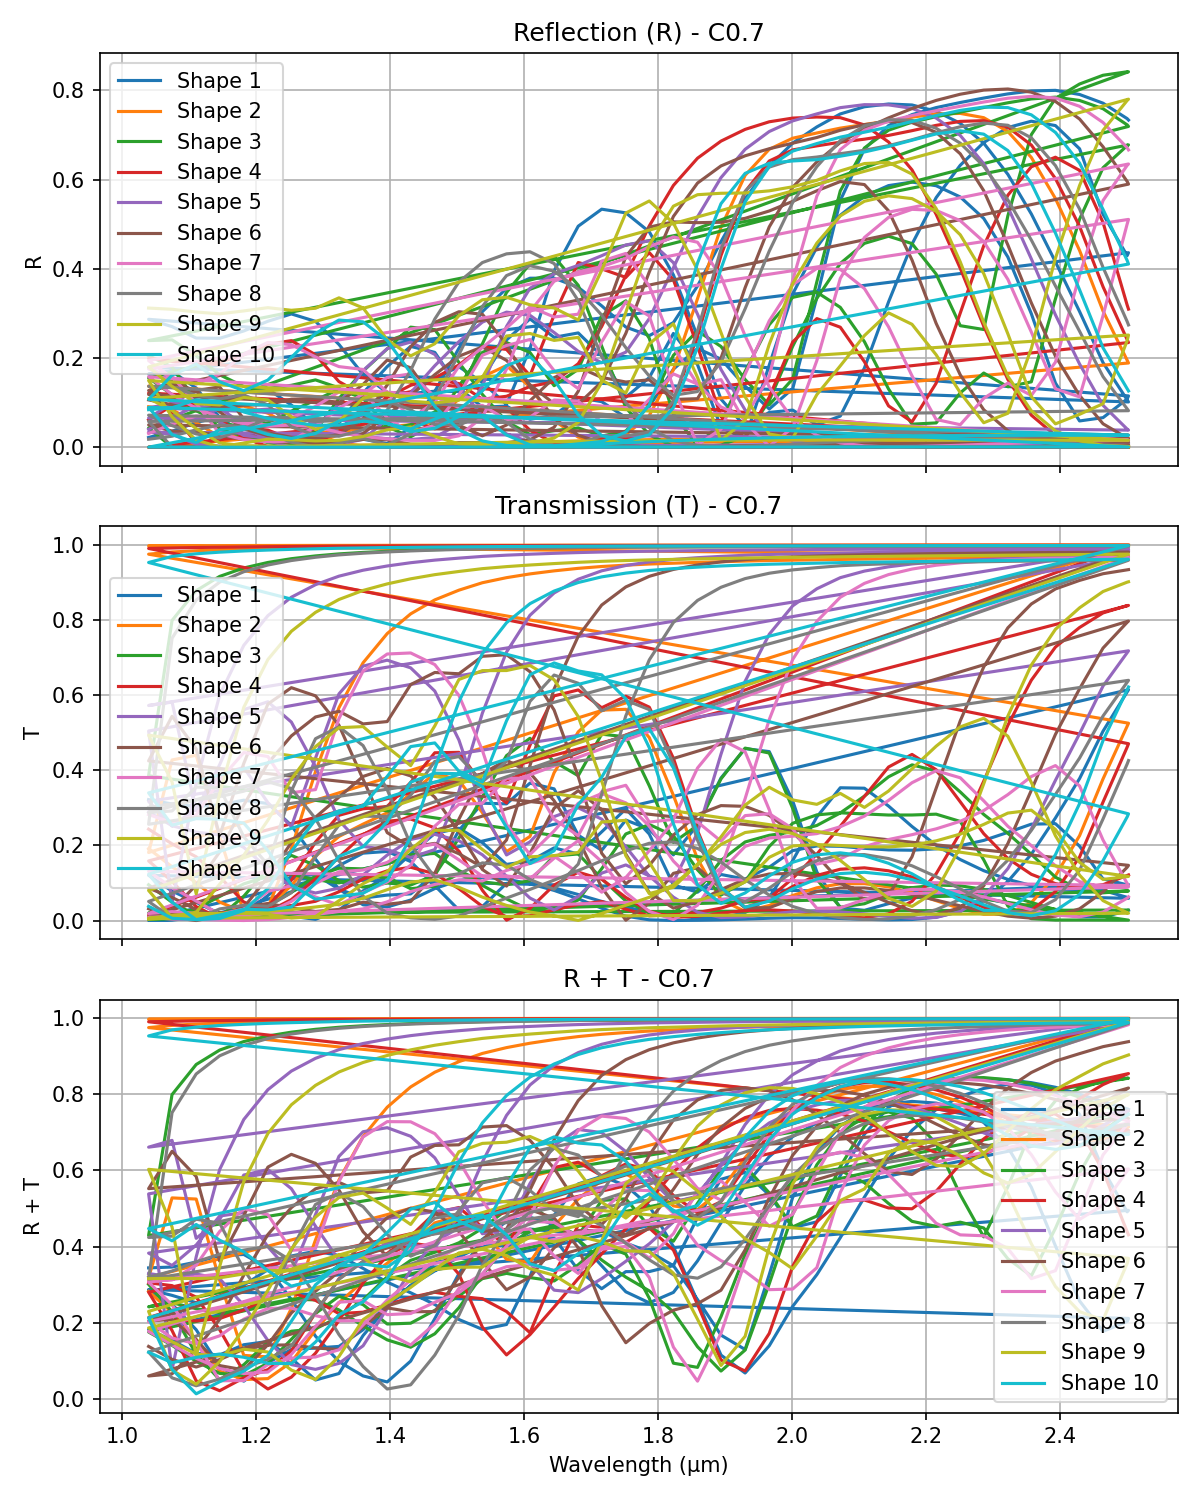 Reflection (R) - C0.7
R
0.8
0.6
0.4
0.2
0.0
Shape 1
Shape 2
Shape 3
Shape 4
Shape 5
Shape 6
Shape 7
Shape 8
Shape 9
Shape 10
Transmission (T) - C0.7
T
1.0
0.8
0.6
0.4
0.2
0.0
Shape 1
Shape 2
Shape 3
Shape 4
Shape 5
Shape 6
Shape 7
Shape 8
Shape 9
Shape 10
R + T - C0.7
R + T
1.0
0.8
0.6
0.4
0.2
0.0
Shape 1
Shape 2
Shape 3
Shape 4
Shape 5
Shape 6
Shape 7
Shape 8
Shape 9
Shape 10
1.0 1.2 1.4 1.6 1.8 2.0 2.2 2.4
Wavelength (μm)